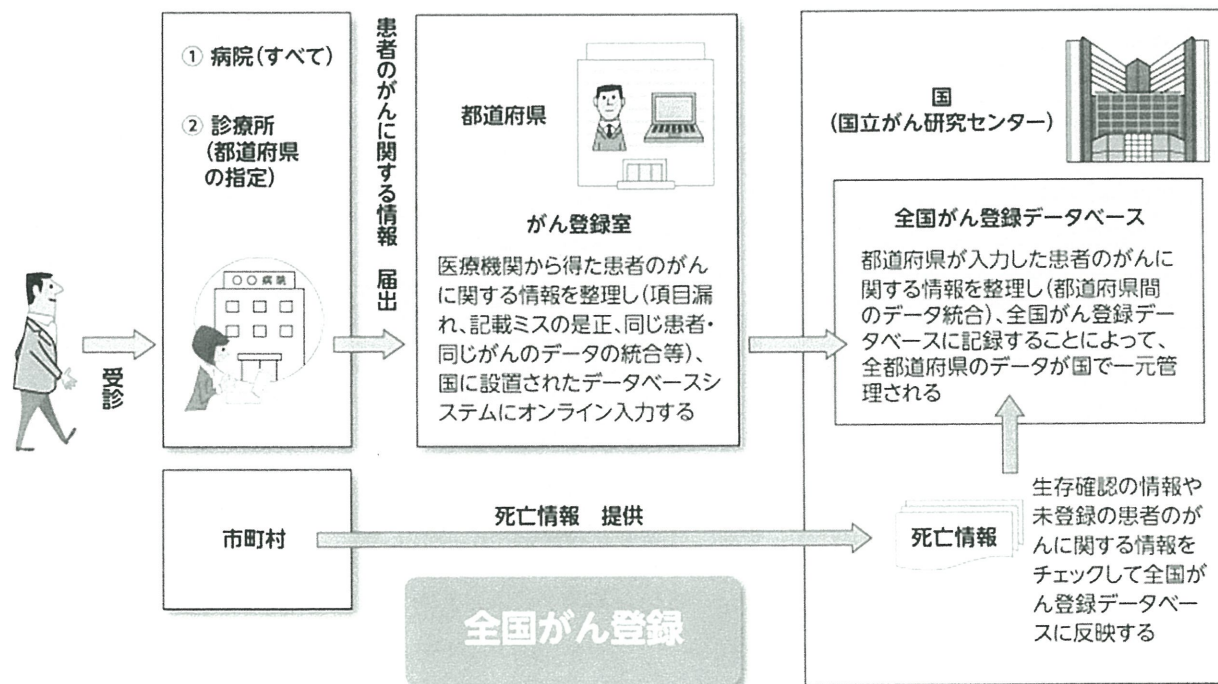 ① 病院(すべて)
② 診療所
(都道府県
の指定)
○○病院
受診
患者のがんに関する情報 届出
都道府県
がん登録室
医療機関から得た患者のがん
に関する情報を整理し(項目漏
れ、記載ミスの是正、同じ患者・
同じがんのデータの統合等)、
国に設置されたデータベースシ
ステムにオンライン入力する
国
(国立がん研究センター)
全国がん登録データベース
都道府県が入力した患者のがんに
関する情報を整理し(都道府県間
のデータ統合)、全国がん登録デー
タベースに記録することによって、
全都道府県のデータが国で一元管
理される
市町村
死亡情報 提供
死亡情報
生存確認の情報や
未登録の患者のが
んに関する情報を
チェックして全国が
ん登録データベー
スに反映する
全国がん登録